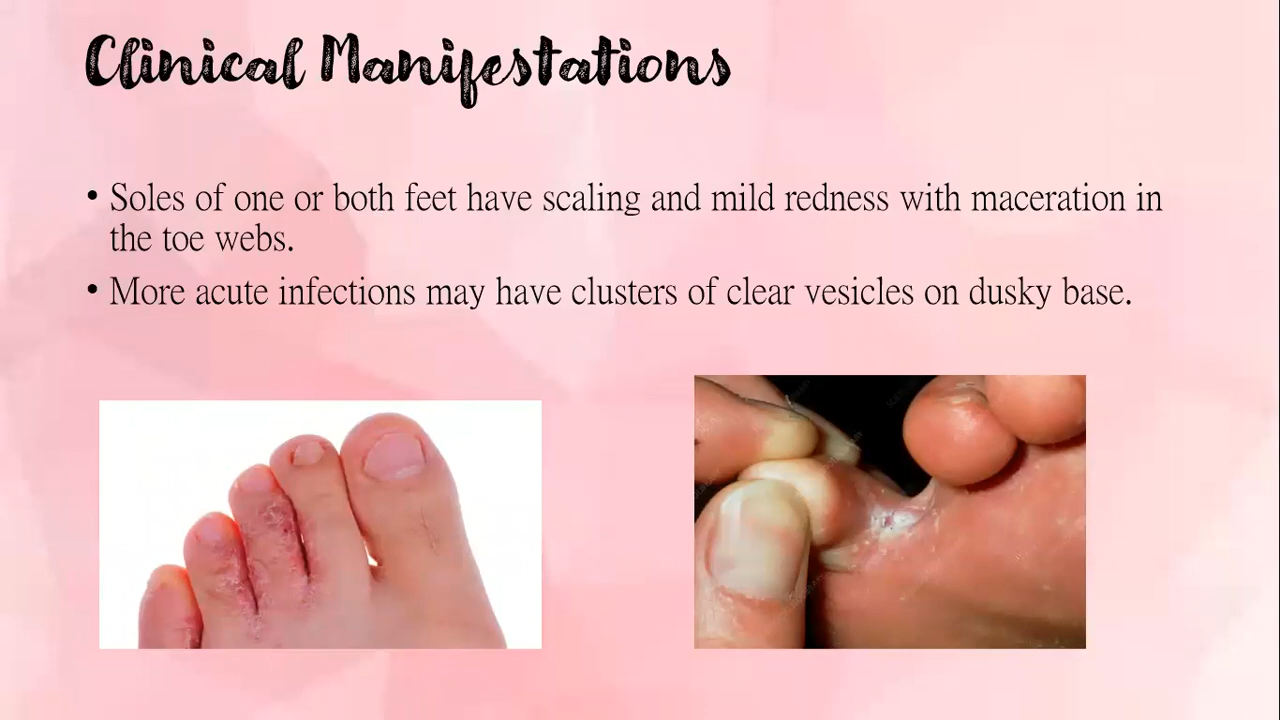 Clinical Manifestations
• Soles of one or both feet have scaling and mild redness with maceration in
the toe webs.
• More acute infections may have clusters of clear vesicles on dusky base.